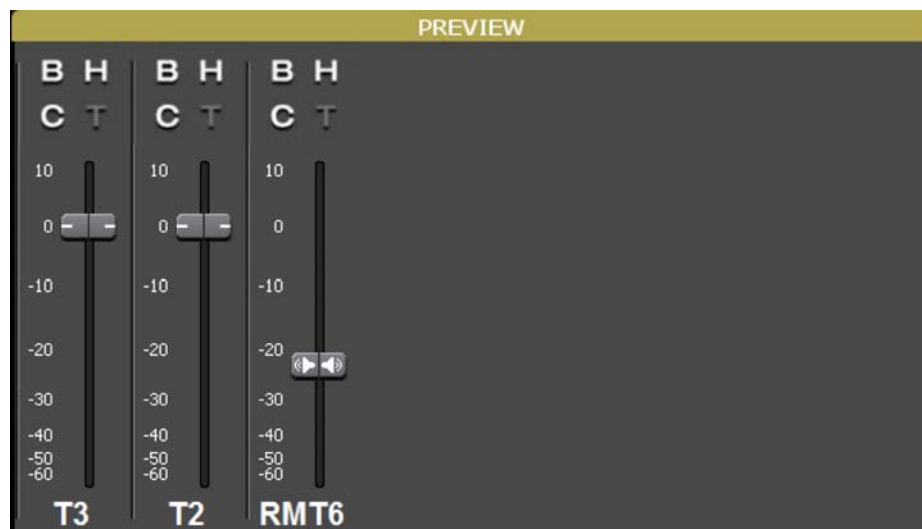 PREVIEW
B H B H B H
C T C T C T
10 10 10
0 0 0
-10 -10 -10
-20 -20 -20
-30 -30 -30
-40 -40 -40
-50 -50 -50
-60 -60 -60
T3 T2 RMT6